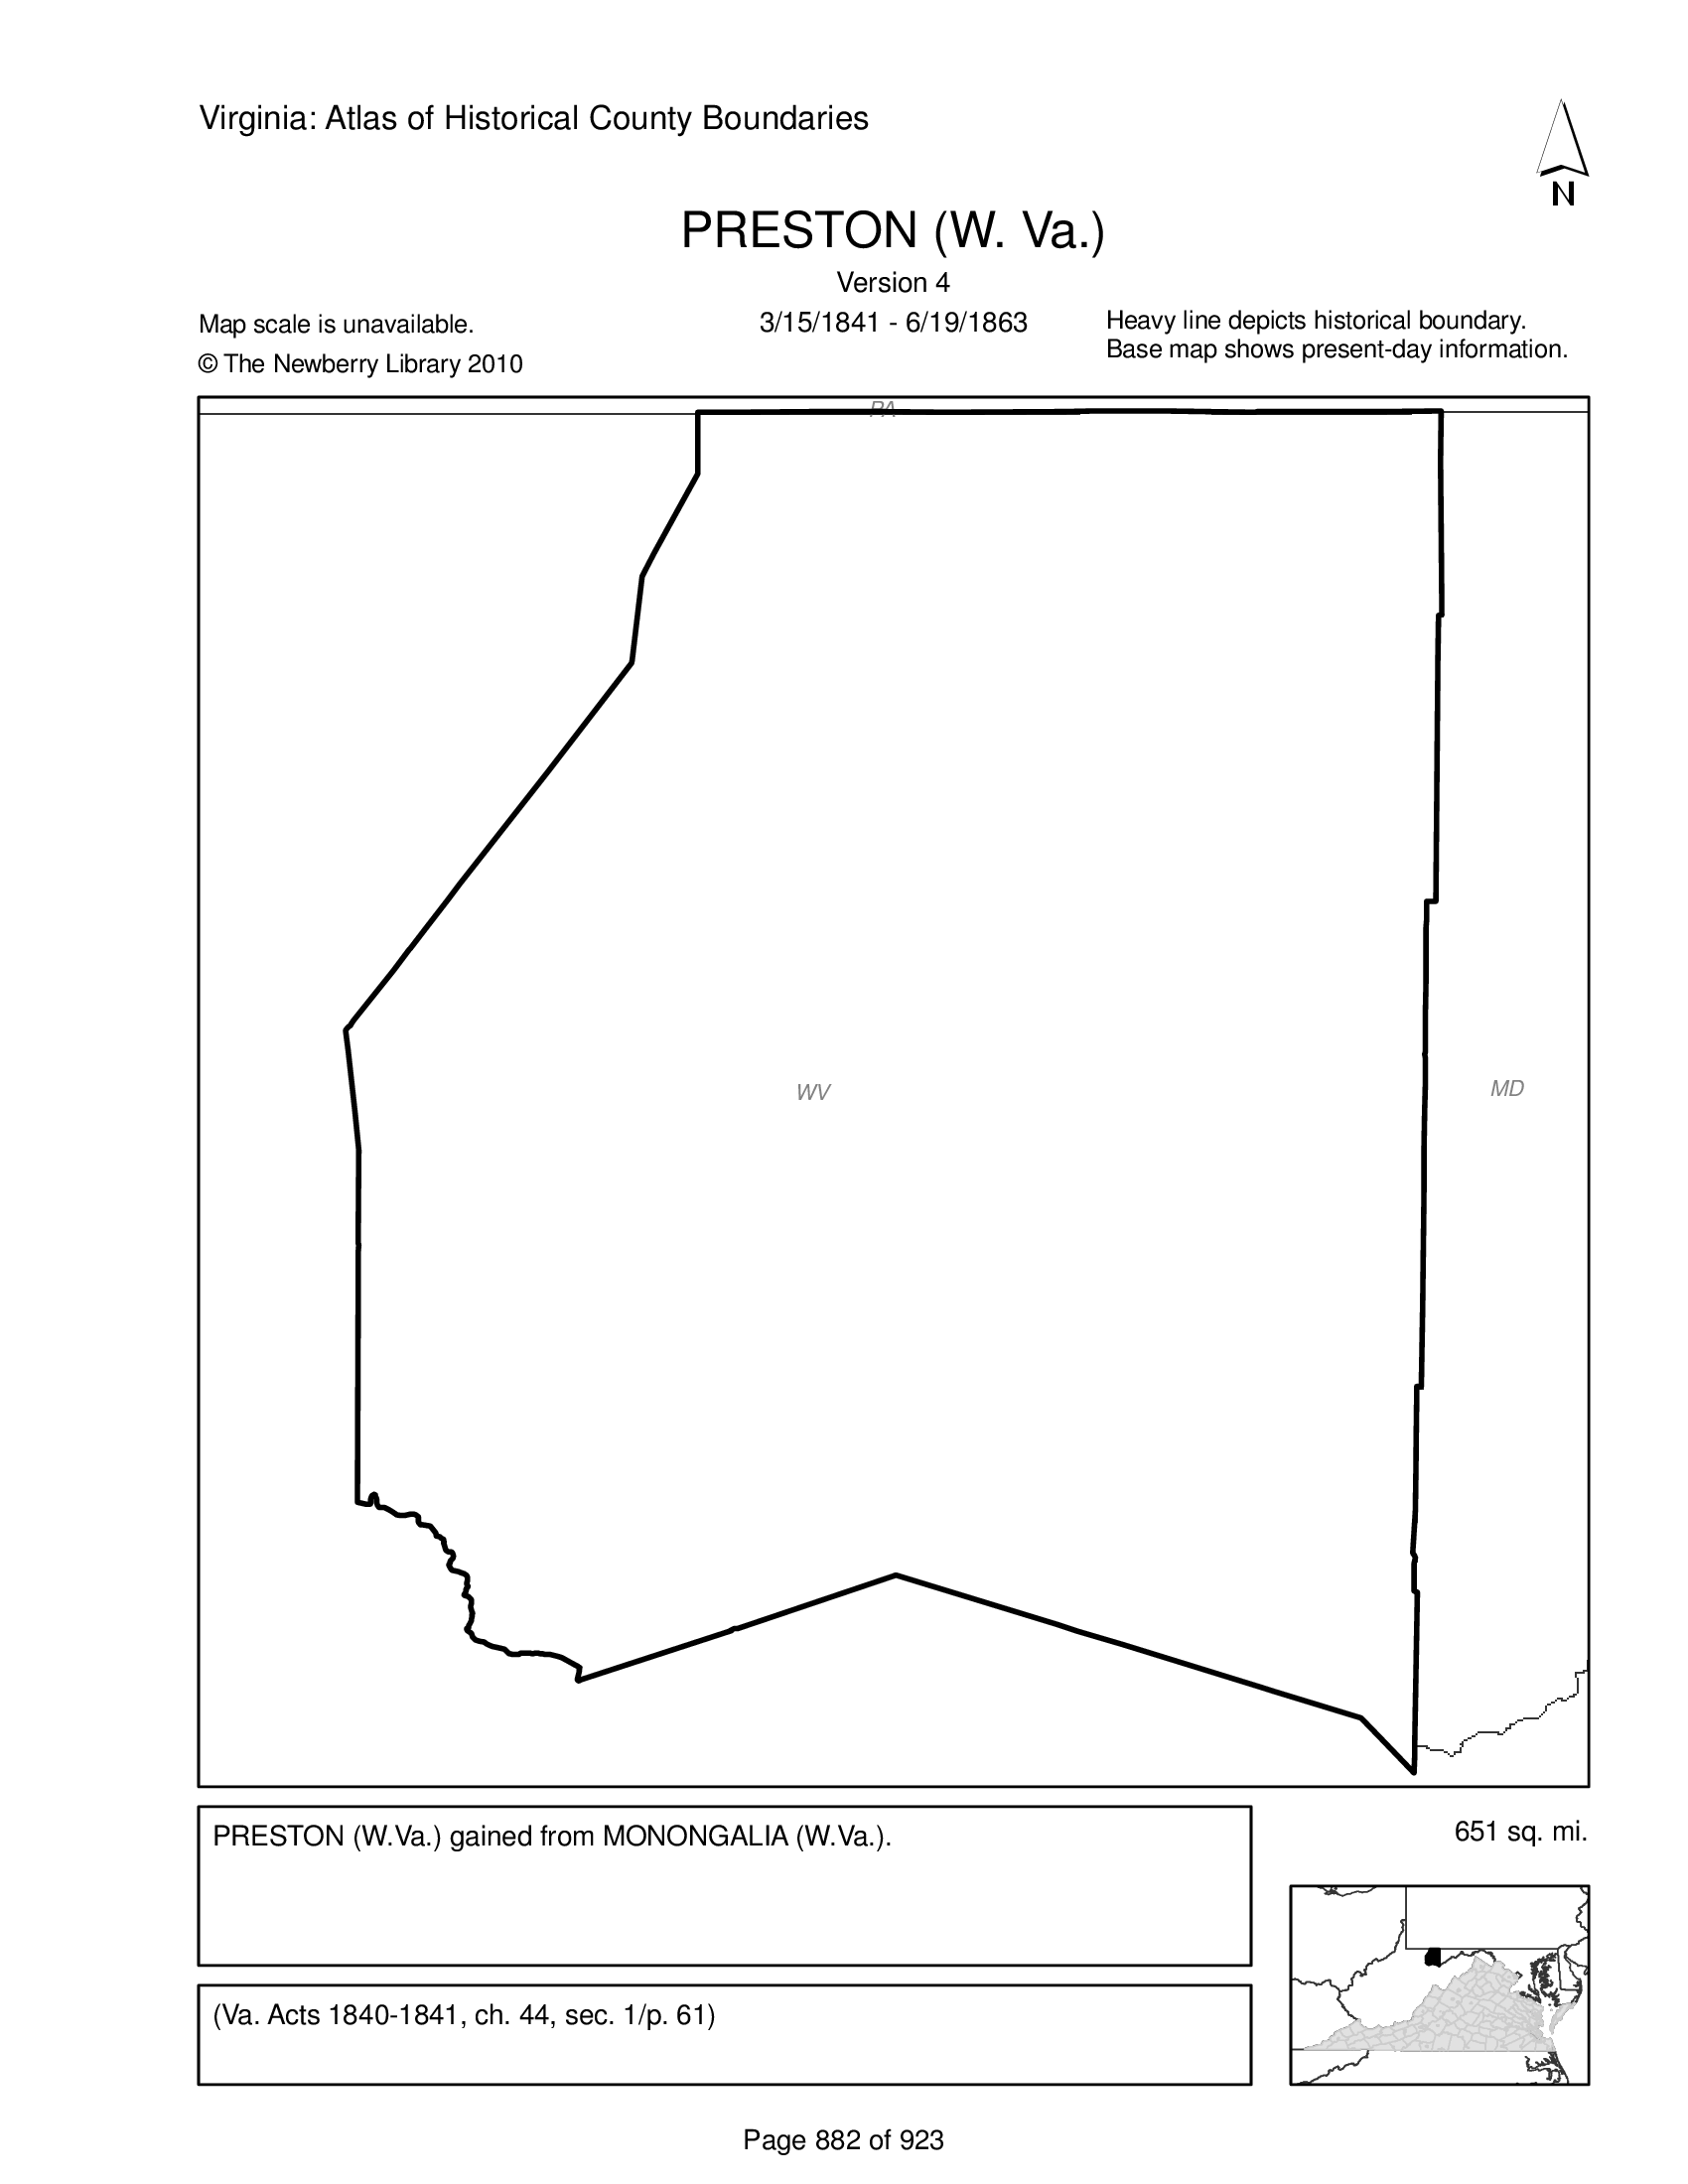 Virginia: Atlas of Historical County Boundaries
N
PRESTON (W. Va.)
Version 4
3/15/1841 - 6/19/1863
Map scale is unavailable.
© The Newberry Library 2010
Heavy line depicts historical boundary.
Base map shows present-day information.
PA
WV
MD
PRESTON (W.Va.) gained from MONONGALIA (W.Va.).
651 sq. mi.
(Va. Acts 1840-1841, ch. 44, sec. 1/p. 61)
Page 882 of 923